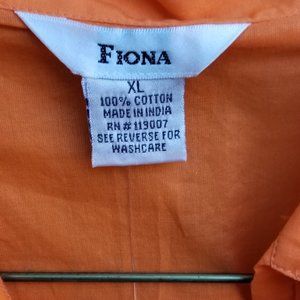 FIONA
XL
100% COTTON
MADE IN INDIA
RN # 119007
SEE REVERSE FOR
WASHCARE